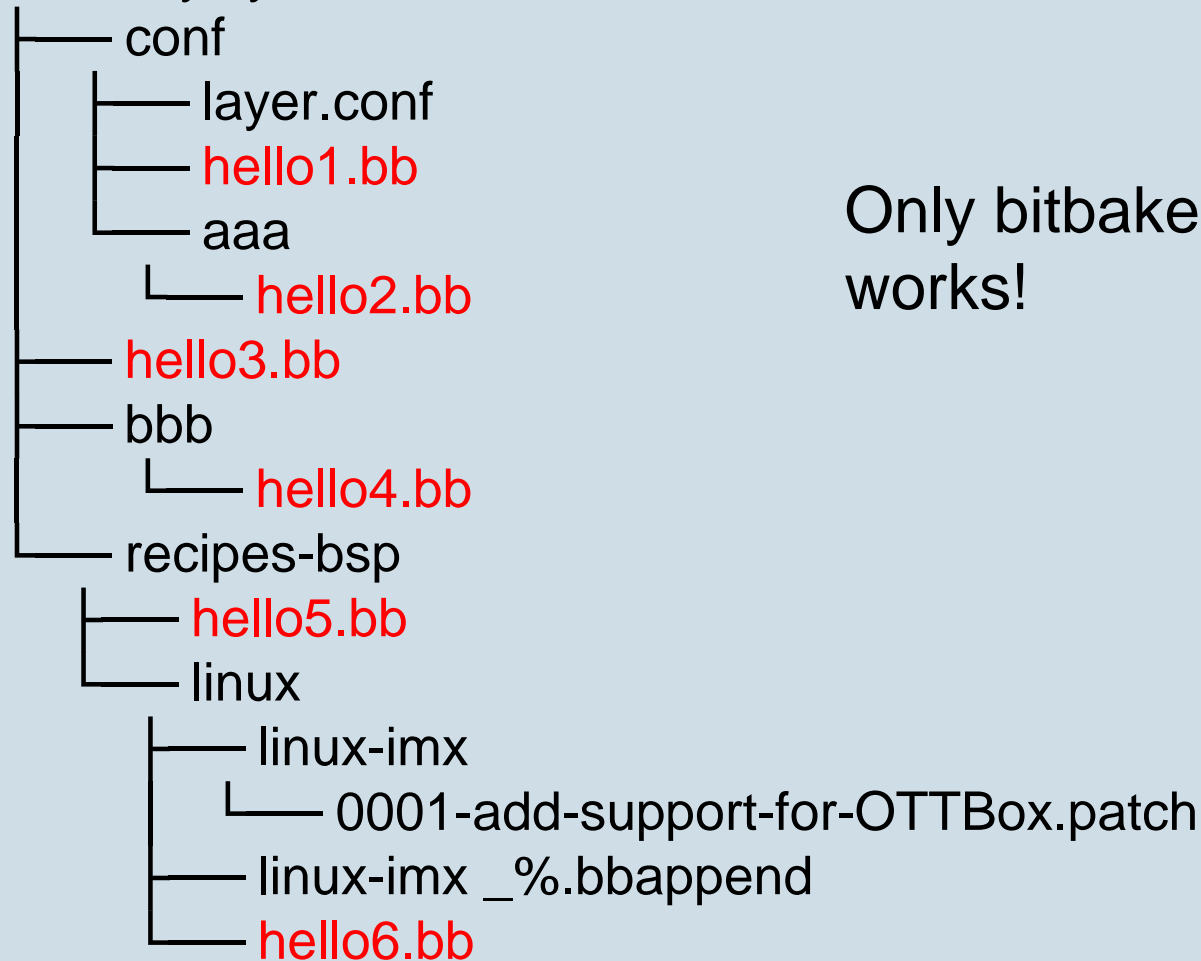 conf
layer.conf
hello1.bb
aaa
hello2.bb
hello3.bb
bbb
hello4.bb
recipes-bsp
hello5.bb
linux
linux-imx
0001-add-support-for-OTTBox.patch
linux-imx _%.bbappend
hello6.bb
Only bitbake
works!